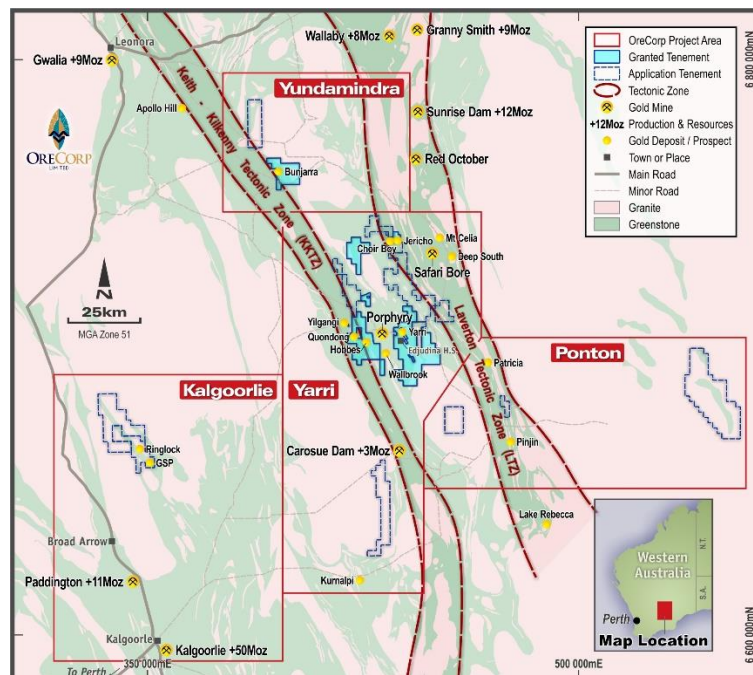 Leonora
Gwalia +9Moz
Wallaby +8Moz
Granny Smith +9Moz
6 880 000mN
Yundamindra
Apollo Hill
Keith - Kilkenny Tectonic Zone (KKTZ)
Sunrise Dam +12Moz
Red October
Bunjarra
ORECORP
LIMITED
OreCorp Project Area
Granted Tenement
Application Tenement
Tectonic Zone
Gold Mine
+12Moz Production & Resources
Gold Deposit / Prospect
Town or Place
Main Road
Minor Road
Granite
Greenstone
Choir Boy
Jericho
Mt Celia
Deep South
Safari Bore
N
25km
MGA Zone 51
Yilgangi
Porphyry
Quondong
Yarri
Hobbes
Edjudina H.S.
Wallbrook
Laverton Tectonic Zone (LTZ)
Patricia
Ponton
Kalgoorlie
Yarri
Ringlock
GSP
Carosue Dam +3Moz
Pinjin
Lake Rebecca
Broad Arrow
Paddington +11Moz
Kurnalpi
Kalgoorlie
Kalgoorlie +50Moz
To Perth
350 000mE
500 000mE
6 600 000mN
Western
Australia
N.T.
S.A.
Perth
Map Location